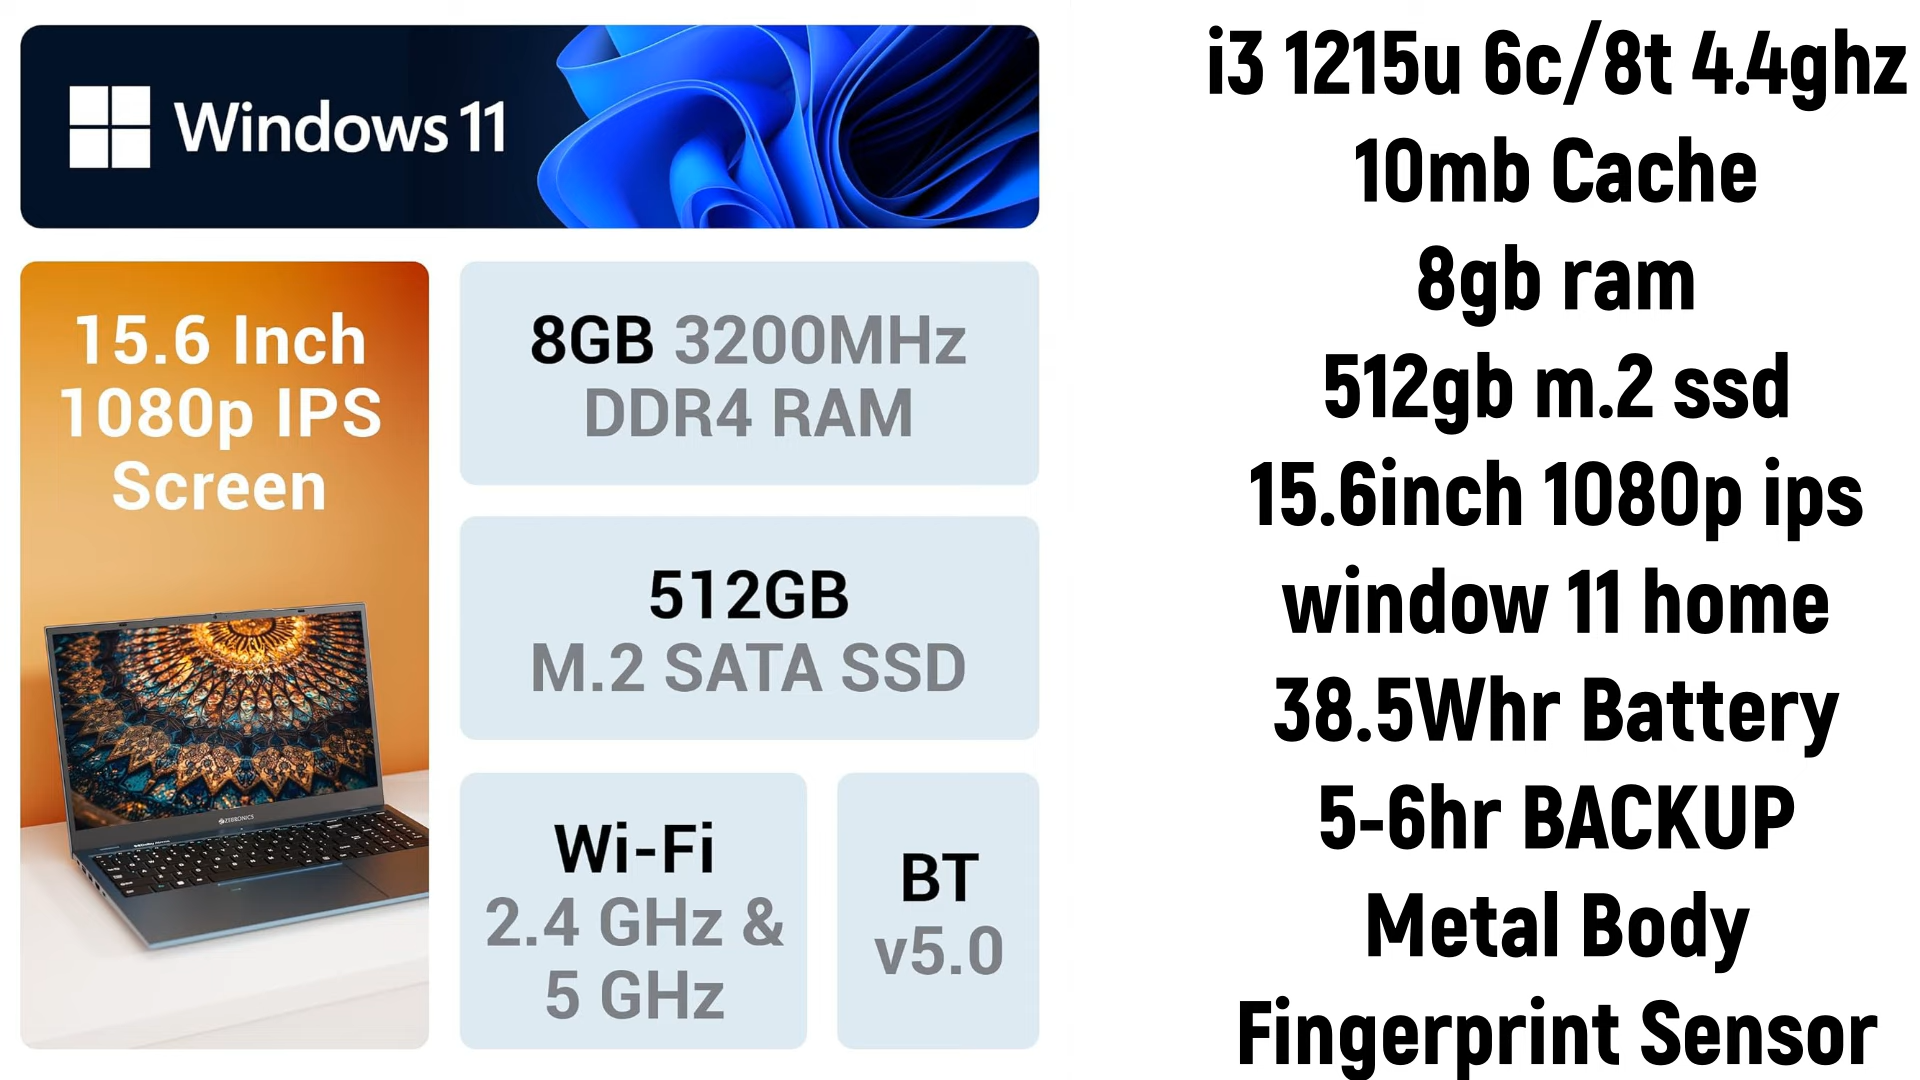 Windows 11
15.6 Inch
1080p IPS
Screen
ZEBRONICS
8GB 3200MHz
DDR4 RAM
512GB
M.2 SATA SSD
Wi-Fi
2.4 GHz &
5 GHz
BT
v5.0
i3 1215u 6c/8t 4.4ghz
10mb Cache
8gb ram
512gb m.2 ssd
15.6inch 1080p ips
window 11 home
38.5Whr Battery
5-6hr BACKUP
Metal Body
Fingerprint Sensor